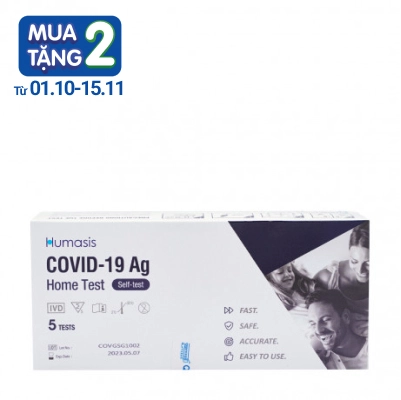 MUA
TẶNG 2
Từ 01.10-15.11
Humasis
COVID-19 Ag
Home Test Self-test
IVD
5 TESTS
COVGSG1002
2023.05.07
FAST.
SAFE.
ACCURATE.
EASY TO USE.